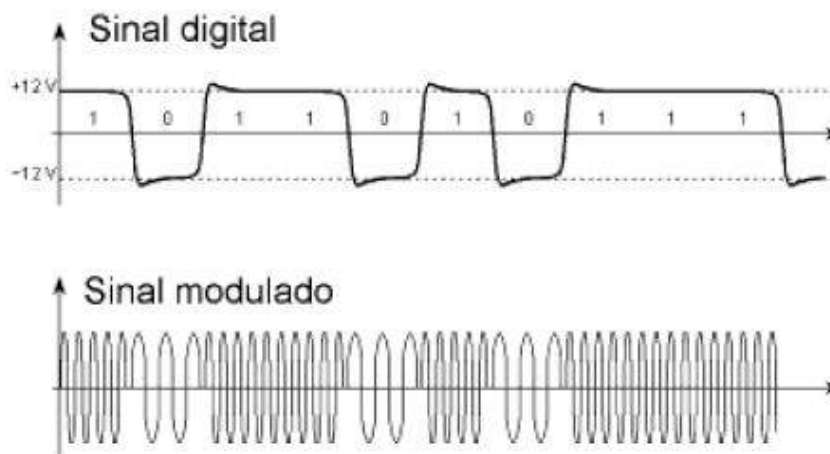 Sinal digital
+12 V
1 0 1 1 0 1 0 1 1 1
-12 V
Sinal modulado